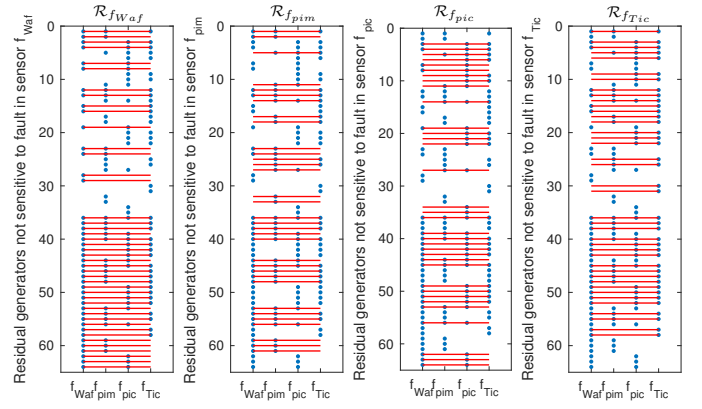 R_{f_{Waf}}
Residual generators not sensitive to fault in sensor f_{Waf}
0
10
20
30
40
50
60
f_{Waf} f_{pim} f_{pic} f_{Tic}
R_{f_{pim}}
Residual generators not sensitive to fault in sensor f_{pim}
0
10
20
30
40
50
60
f_{Waf} f_{pim} f_{pic} f_{Tic}
R_{f_{pic}}
Residual generators not sensitive to fault in sensor f_{pic}
0
10
20
30
40
50
60
f_{Waf} f_{pim} f_{pic} f_{Tic}
R_{f_{Tic}}
Residual generators not sensitive to fault in sensor f_{Tic}
0
10
20
30
40
50
60
f_{Waf} f_{pim} f_{pic} f_{Tic}